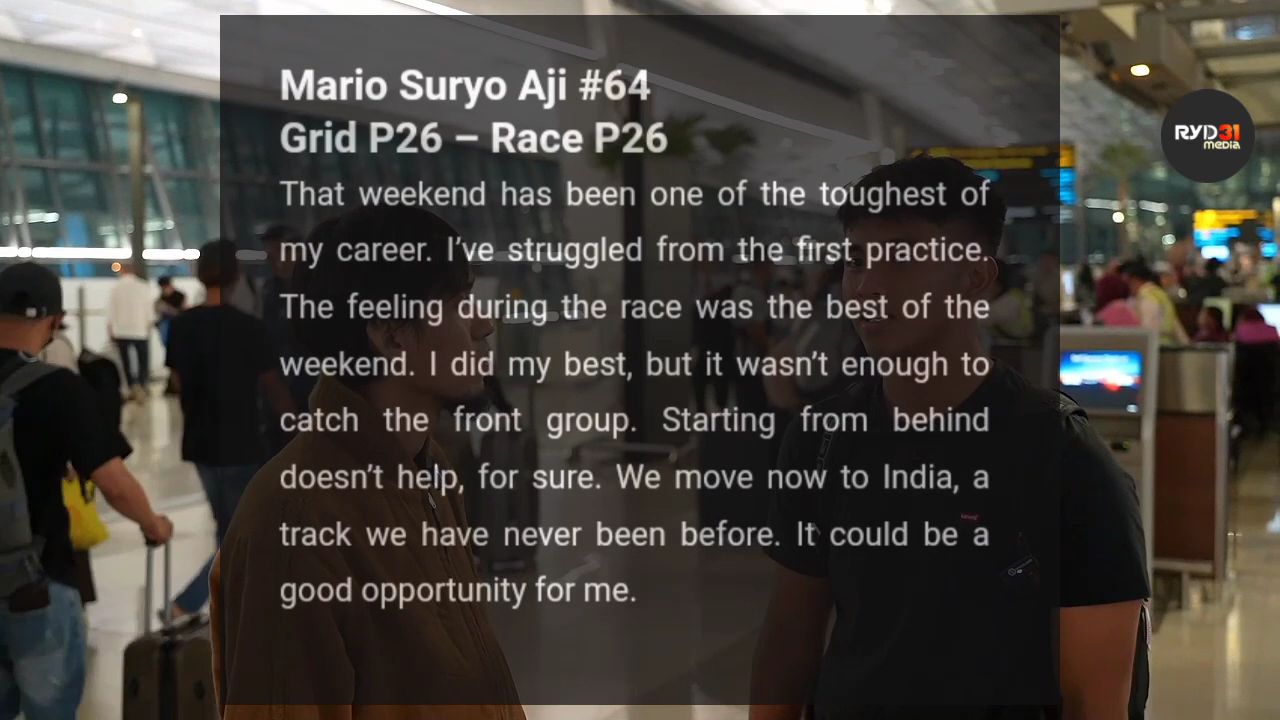 Mario Suryo Aji #64
Grid P26 – Race P26
That weekend has been one of the toughest of
my career. I’ve struggled from the first practice.
The feeling during the race was the best of the
weekend. I did my best, but it wasn’t enough to
catch the front group. Starting from behind
doesn’t help, for sure. We move now to India, a
track we have never been before. It could be a
good opportunity for me.
RYD31
MEDIA